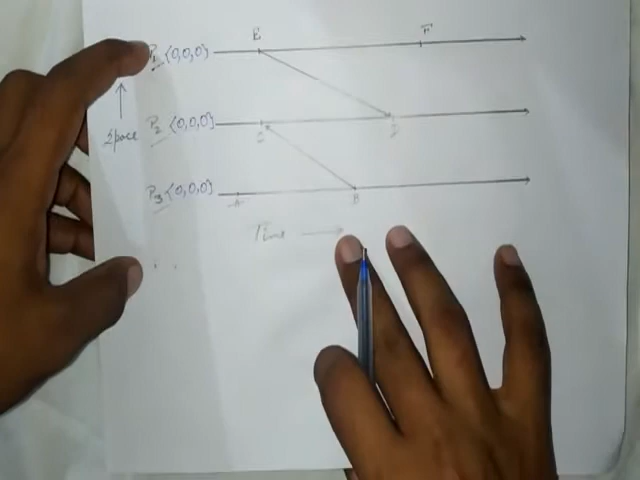 E F
P1 {0,0,0}
Space P2 {0,0,0}
C D
P3 {0,0,0}
A B
Time